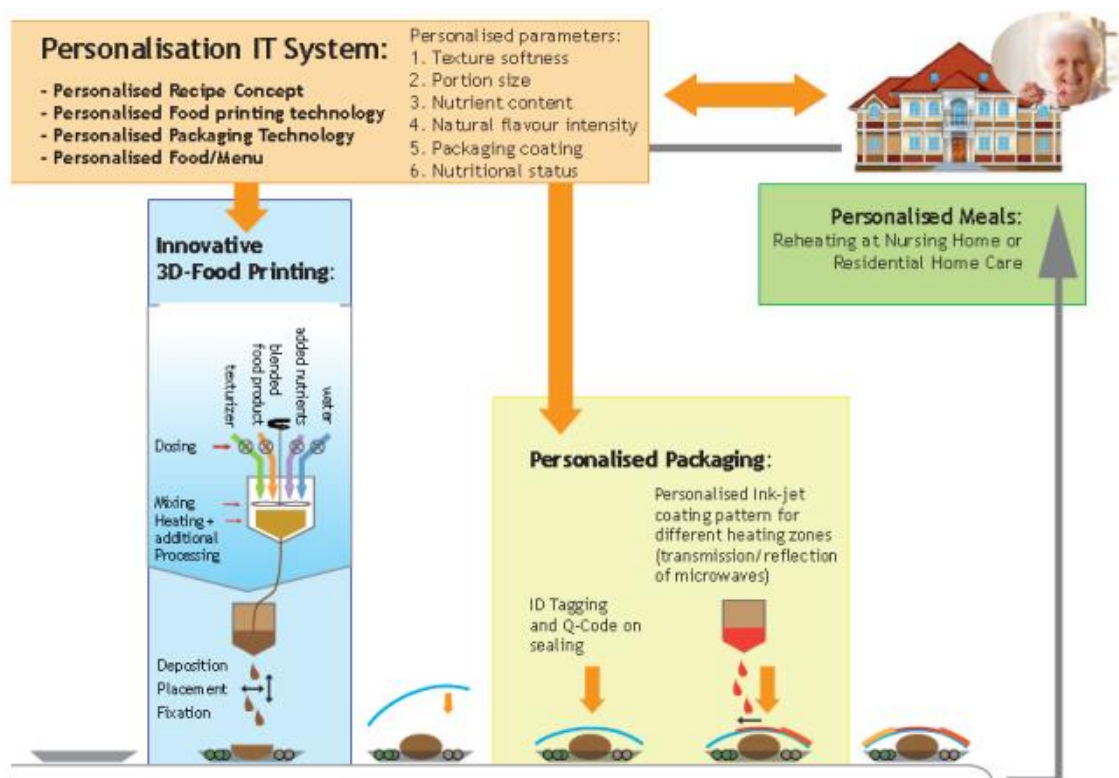 Personalisation IT System:
- Personalised Recipe Concept
- Personalised Food printing technology
- Personalised Packaging Technology
- Personalised Food/Menu
Personalised parameters:
1. Texture softness
2. Portion size
3. Nutrient content
4. Natural flavour intensity
5. Packaging coating
6. Nutritional status
Personalised Meals:
Reheating at Nursing Home or
Residential Home Care
Innovative
3D-Food Printing:
texturizer
blended
food product
added nutrients
water
Dosing
Mixing
Heating+
additional
Processing
Deposition
Placement
Fixation
Personalised Packaging:
Personalised Ink-jet
coating pattern for
different heating zones
(transmission/reflection
of microwaves)
ID Tagging
and Q-Code on
sealing